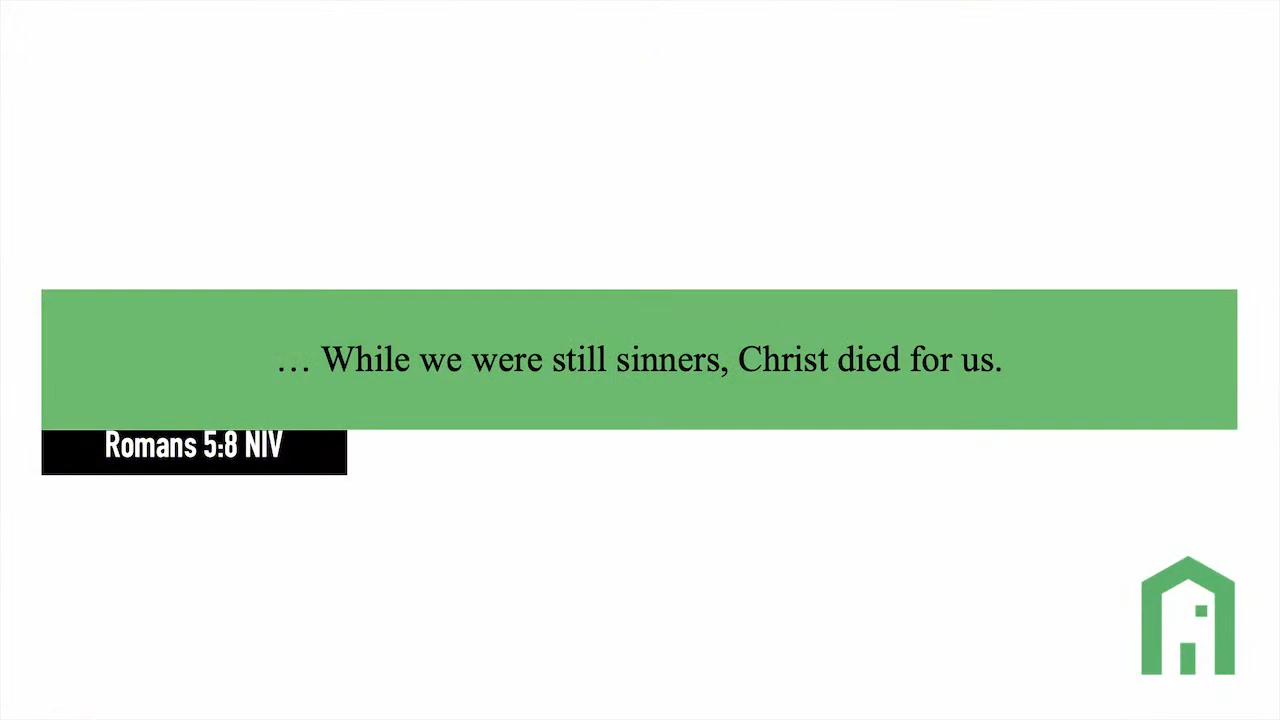 … While we were still sinners, Christ died for us.
Romans 5:8 NIV